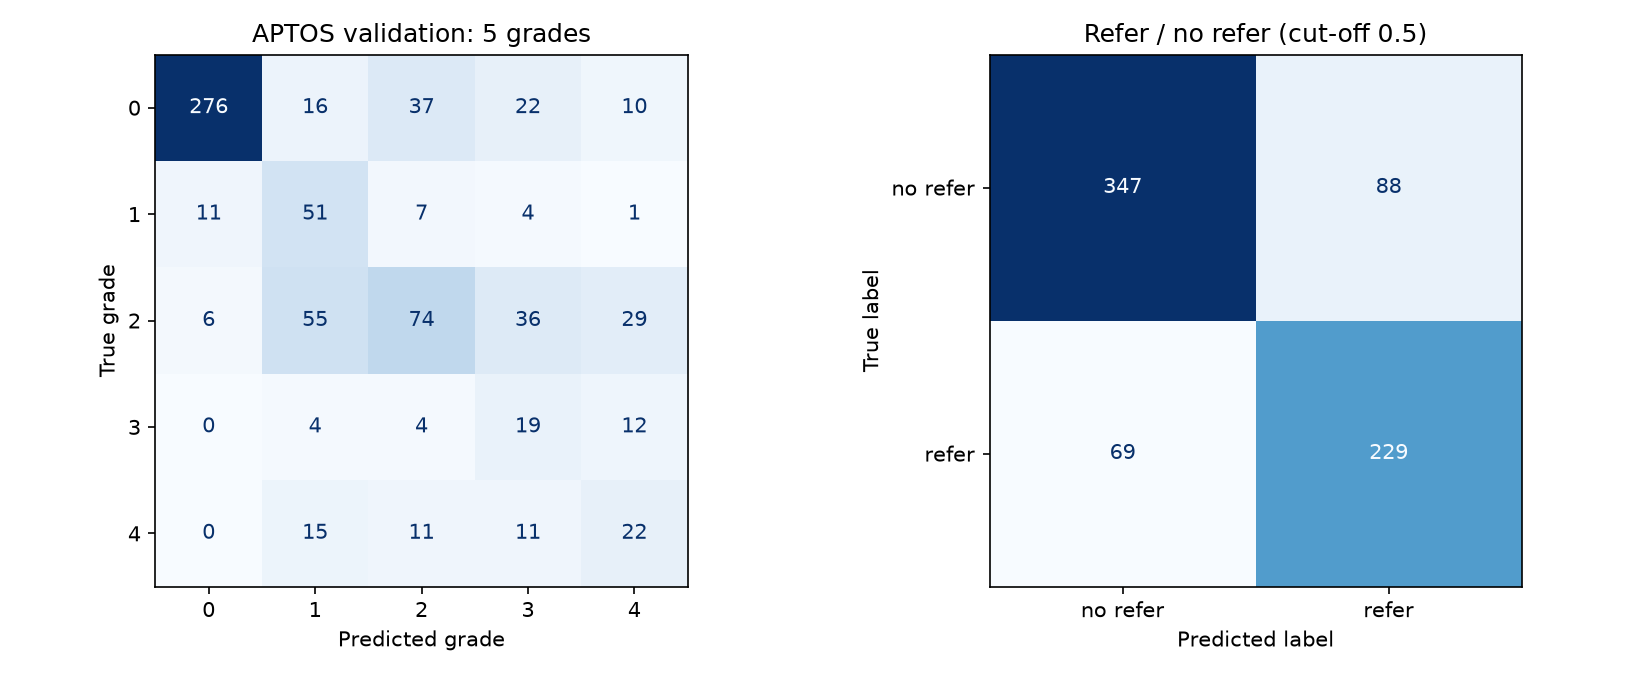 APTOS validation: 5 grades
True grade
0 276 16 37 22 10
1 11 51 7 4 1
2 6 55 74 36 29
3 0 4 4 19 12
4 0 15 11 11 22
0 1 2 3 4
Predicted grade
Refer / no refer (cut-off 0.5)
True label
no refer 347 88
refer 69 229
no refer refer
Predicted label